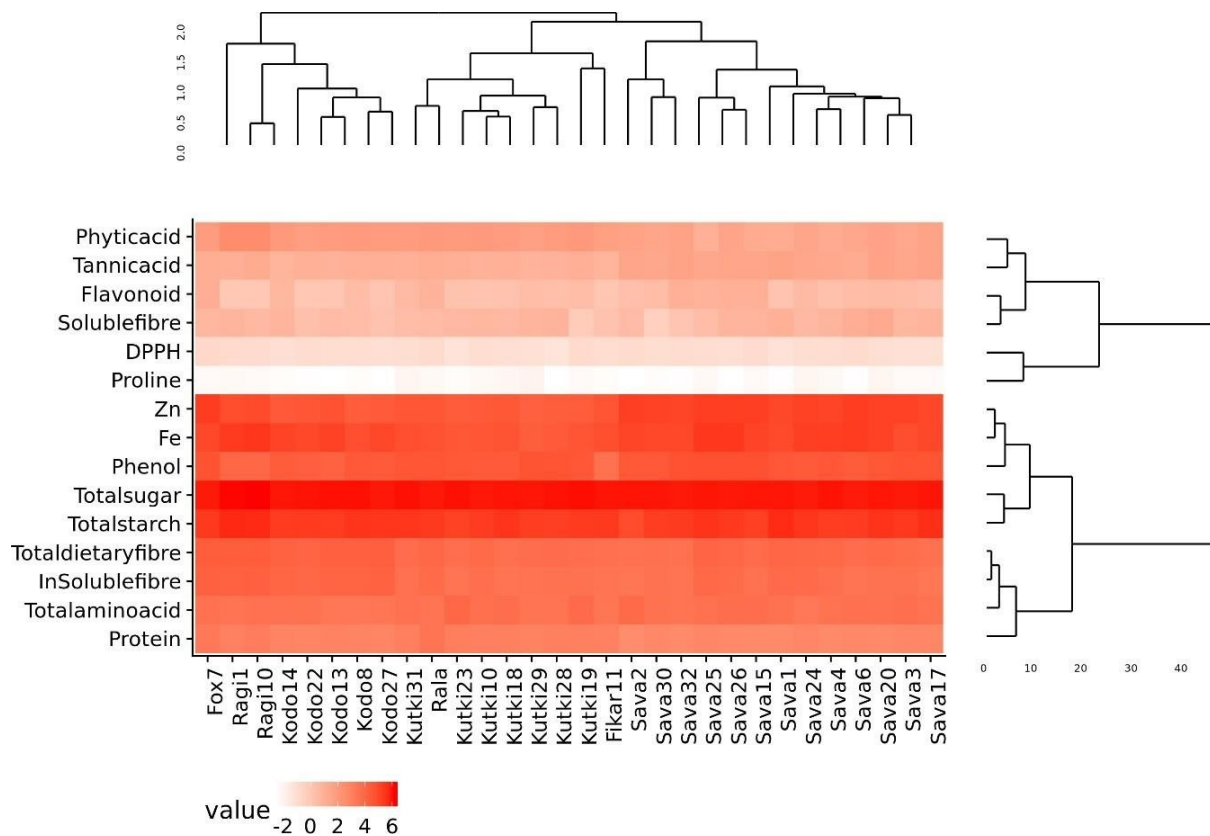 2.0
1.5
1.0
0.5
0.0
Phyticacid
Tannicacid
Flavonoid
Solublefibre
DPPH
Proline
Zn
Fe
Phenol
Totalsugar
Totalstarch
Totaldietaryfibre
InSolublefibre
Totalaminoacid
Protein
0 10 20 30 40
Fox7
Ragi1
Ragi10
Kodo14
Kodo22
Kodo13
Kodo8
Kodo27
Kutki31
Rala
Kutki23
Kutki10
Kutki18
Kutki29
Kutki28
Kutki19
Fikar11
Sava2
Sava30
Sava32
Sava25
Sava26
Sava15
Sava1
Sava24
Sava4
Sava6
Sava20
Sava3
Sava17
value
-2 0 2 4 6